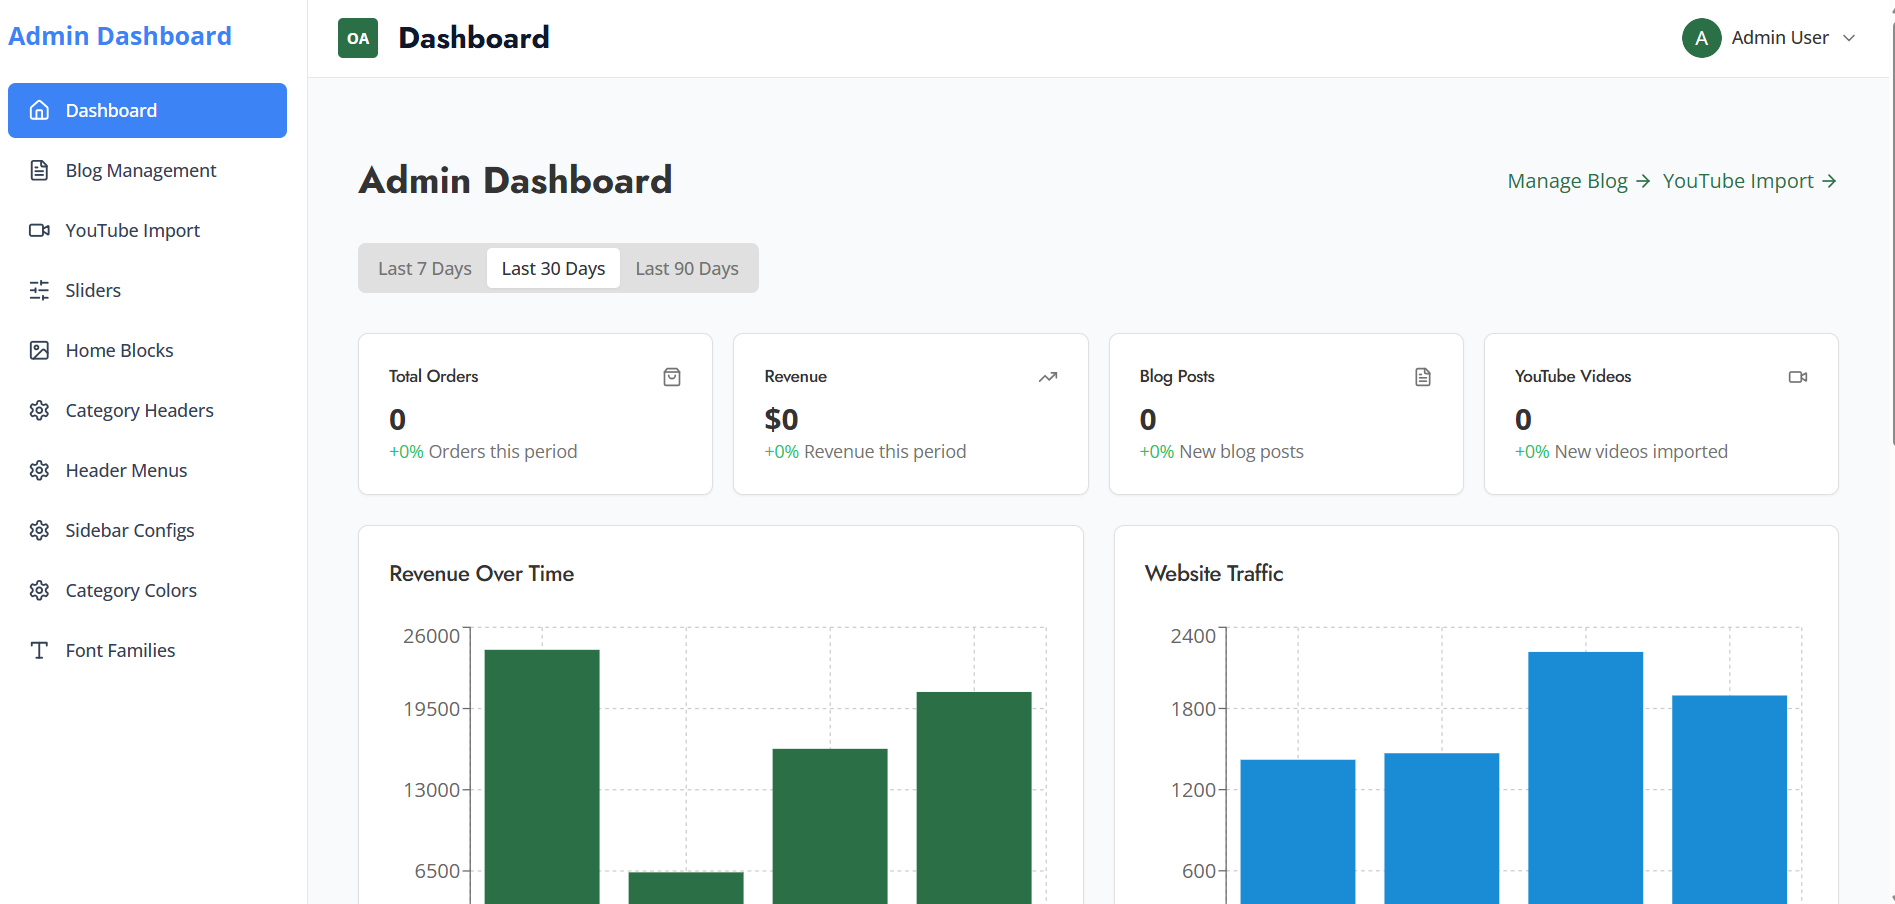 Admin Dashboard
Dashboard
Blog Management
YouTube Import
Sliders
Home Blocks
Category Headers
Header Menus
Sidebar Configs
Category Colors
Font Families
OA
Dashboard
A
Admin User
Admin Dashboard
Manage Blog
YouTube Import
Last 7 Days
Last 30 Days
Last 90 Days
Total Orders
0
+0% Orders this period
Revenue
$0
+0% Revenue this period
Blog Posts
0
+0% New blog posts
YouTube Videos
0
+0% New videos imported
Revenue Over Time
26000
19500
13000
6500
Website Traffic
2400
1800
1200
600